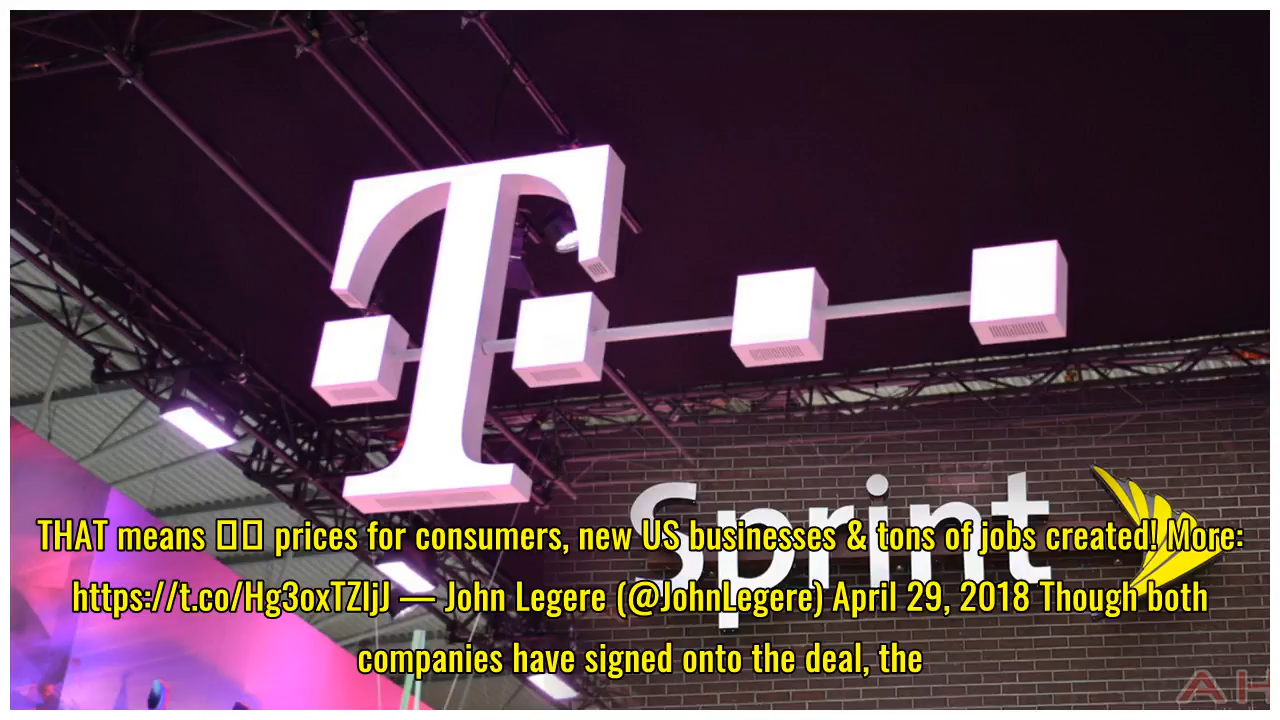 T
Sprint
THAT means prices for consumers, new US businesses & tons of jobs created! More:
https://t.co/Hg3oxTZIjJ — John Legere (@JohnLegere) April 29, 2018 Though both
companies have signed onto the deal, the
AH